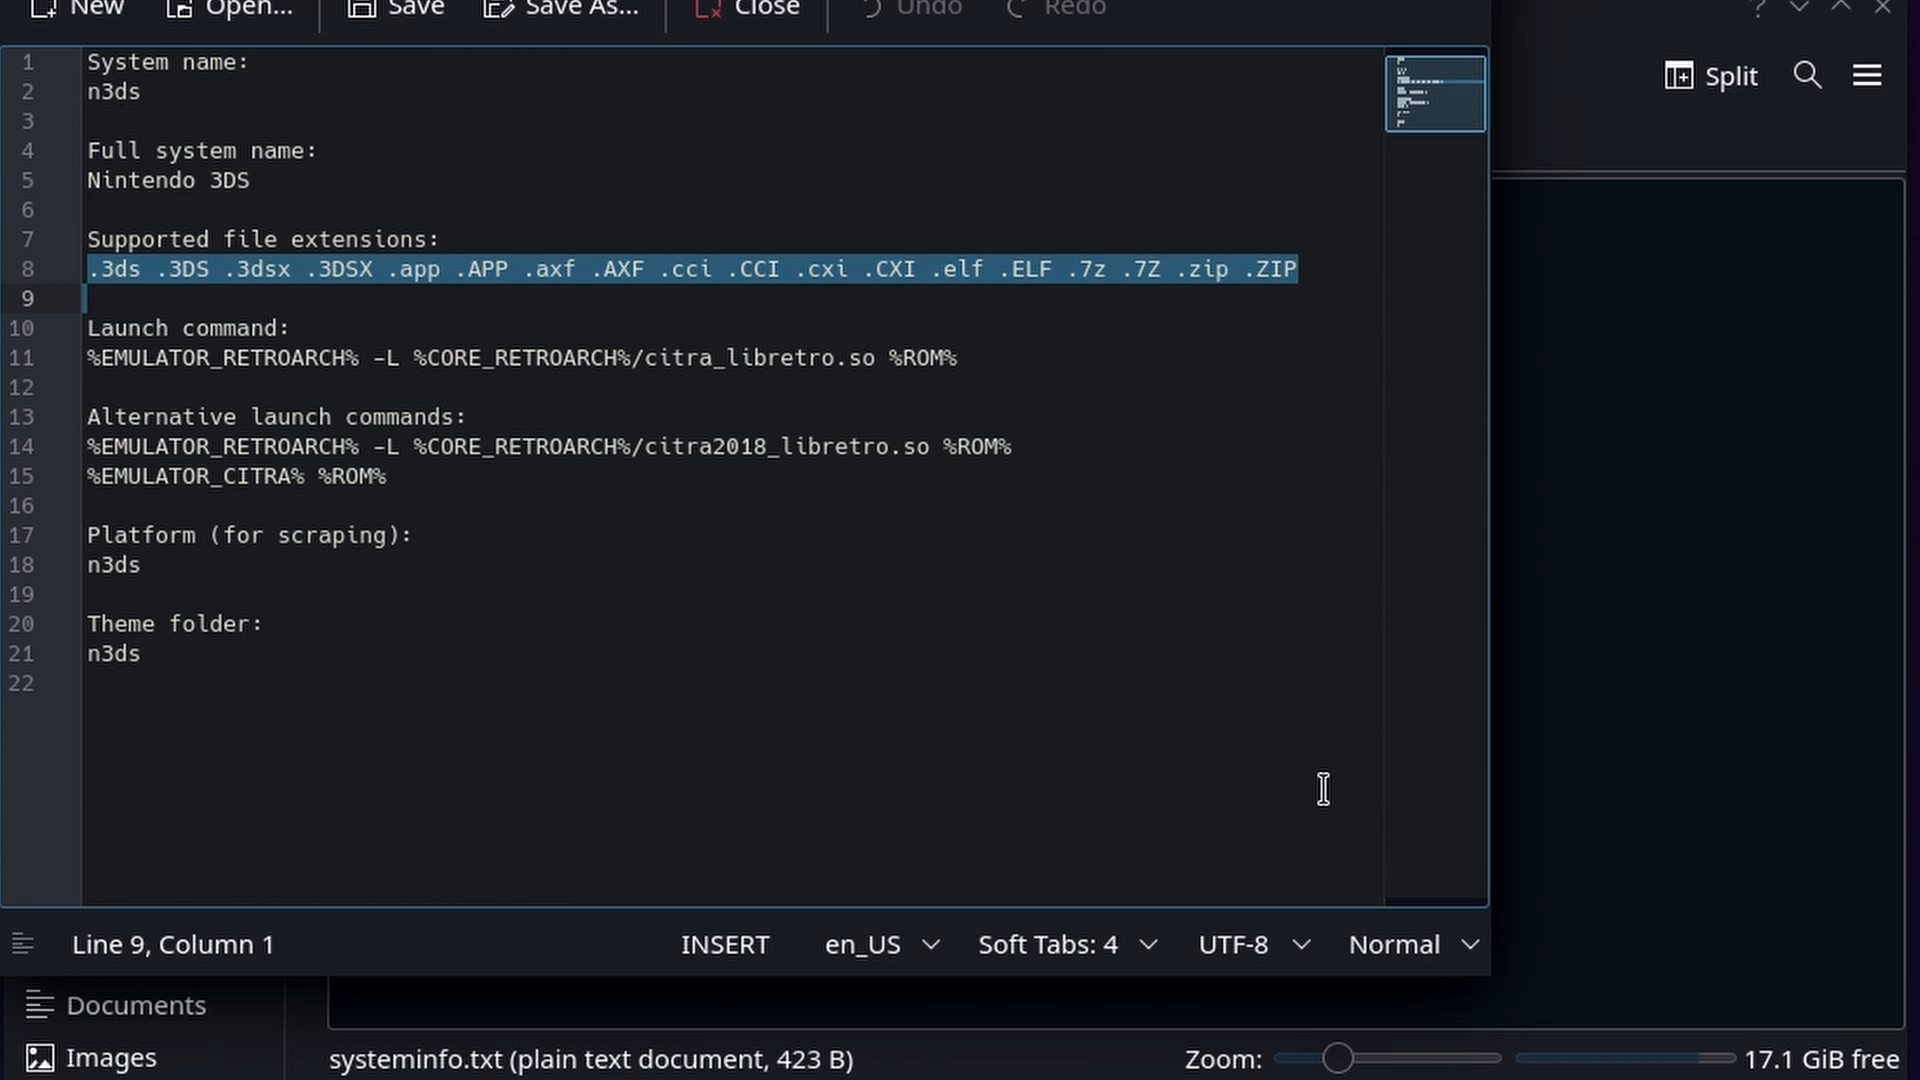 New Open... Save Save As... Close Undo Redo
Split
1 System name:
2 n3ds
3
4 Full system name:
5 Nintendo 3DS
6
7 Supported file extensions:
8 .3ds .3DS .3dsx .3DSX .app .APP .axf .AXF .cci .CCI .cxi .CXI .elf .ELF .7z .7Z .zip .ZIP
9
10 Launch command:
11 %EMULATOR_RETROARCH% -L %CORE_RETROARCH%/citra_libretro.so %ROM%
12
13 Alternative launch commands:
14 %EMULATOR_RETROARCH% -L %CORE_RETROARCH%/citra2018_libretro.so %ROM%
15 %EMULATOR_CITRA% %ROM%
16
17 Platform (for scraping):
18 n3ds
19
20 Theme folder:
21 n3ds
22
Line 9, Column 1 INSERT en_US Soft Tabs: 4 UTF-8 Normal
Documents
Images
systeminfo.txt (plain text document, 423 B) Zoom: 17.1 GiB free